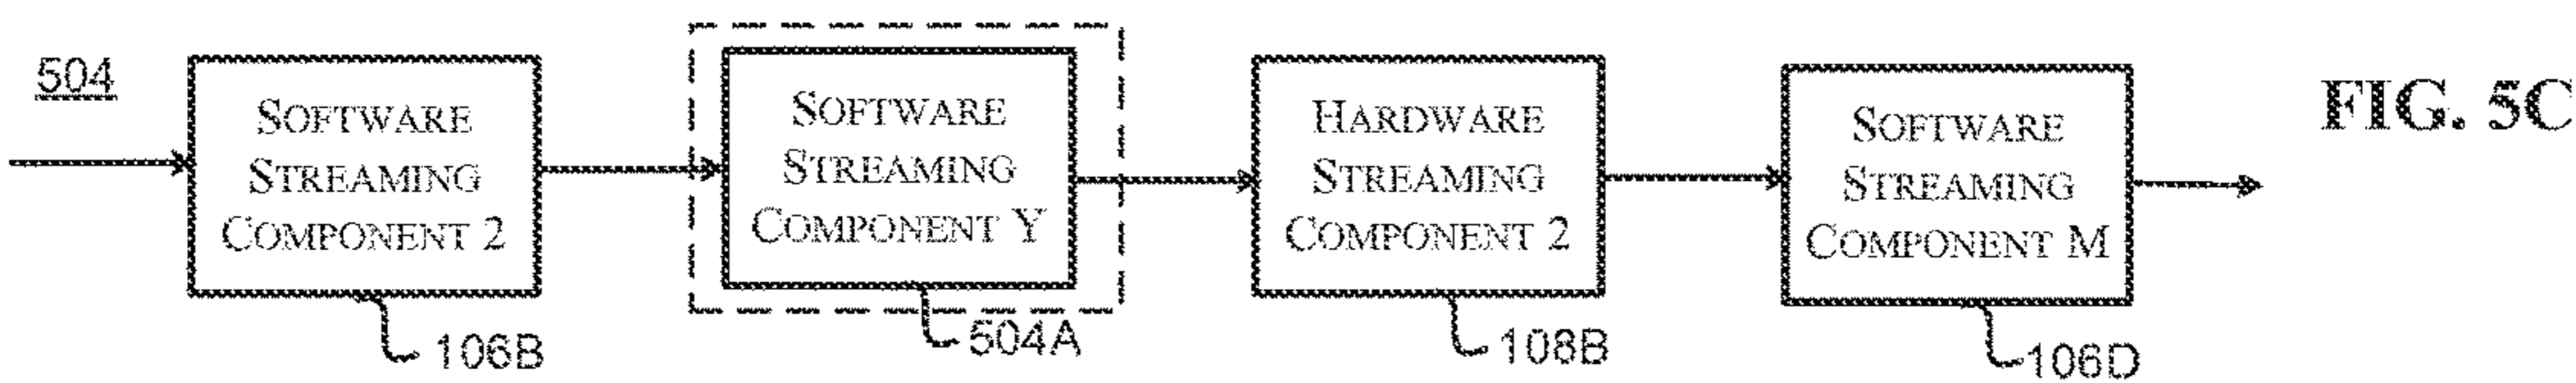 504
SOFTWARE
STREAMING
COMPONENT 2
106B
SOFTWARE
STREAMING
COMPONENT Y
504A
HARDWARE
STREAMING
COMPONENT 2
108B
SOFTWARE
STREAMING
COMPONENT M
106D
FIG. 5C